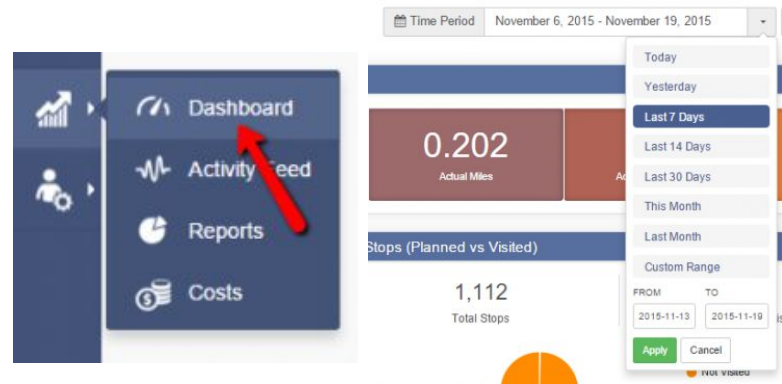 Time Period November 6, 2015 - November 19, 2015
Dashboard
Activity Feed
Reports
Costs
Today
Yesterday
Last 7 Days
Last 14 Days
Last 30 Days
This Month
Last Month
Custom Range
FROM TO
2015-11-13 2015-11-19
Apply Cancel
0.202
Actual Miles
Stops (Planned vs Visited)
1,112
Total Stops
Not Visited